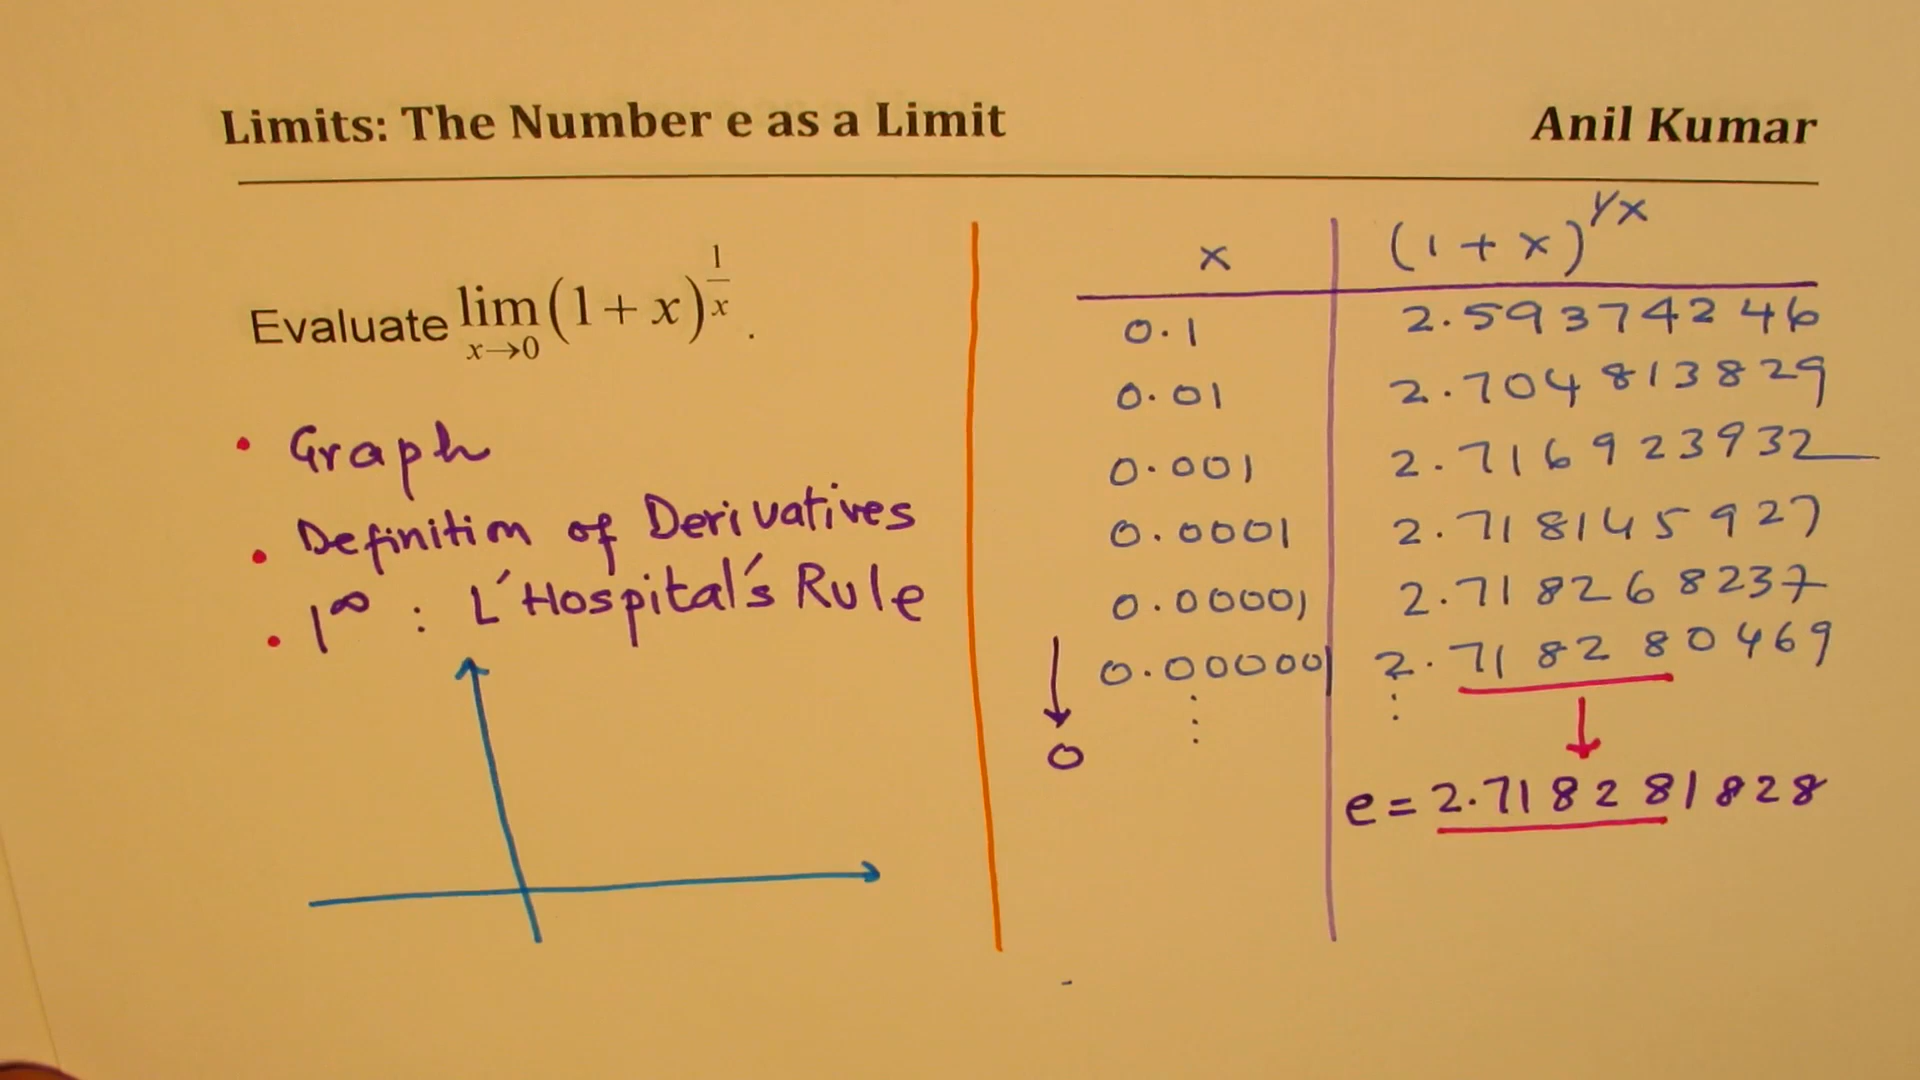 Limits: The Number e as a Limit
Anil Kumar
Evaluate lim x→0 (1 + x)^(1/x) .
• Graph
• Definition of Derivatives
• 1^∞ : L'Hospital's Rule
x (1 + x)^(1/x)
0.1 2.59374246
0.01 2.704813829
0.001 2.716923932
0.0001 2.718145927
0.00001 2.718268237
0.000001 2.718280469
0
e = 2.718281828